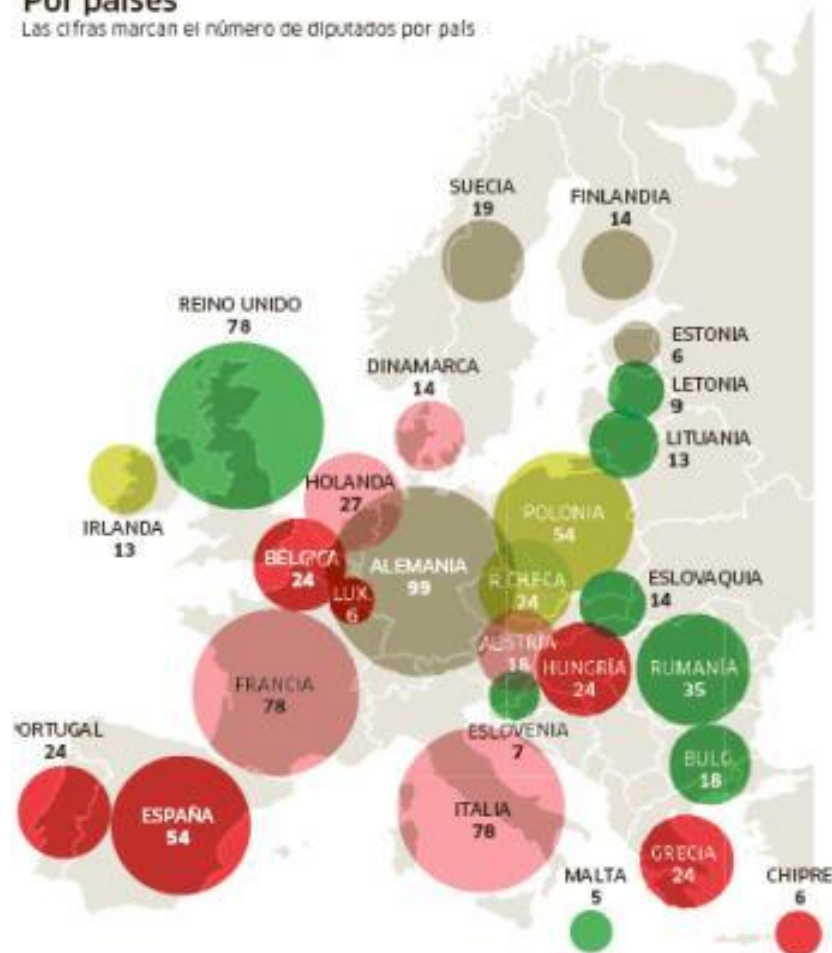 Por países
Las cifras marcan el número de diputados por país
SUECIA
19
FINLANDIA
14
REINO UNIDO
78
ESTONIA
6
DINAMARCA
14
LETONIA
9
LITUANIA
13
HOLANDA
27
POLONIA
54
IRLANDA
13
BÉLGICA
24
ALEMANIA
99
R.CHECA
24
ESLOVAQUIA
14
LUX.
6
AUSTRIA
18
HUNGRÍA
24
RUMANÍA
35
FRANCIA
78
ESLOVENIA
7
PORTUGAL
24
BULG.
18
ESPAÑA
54
ITALIA
78
GRECIA
24
MALTA
5
CHIPRE
6